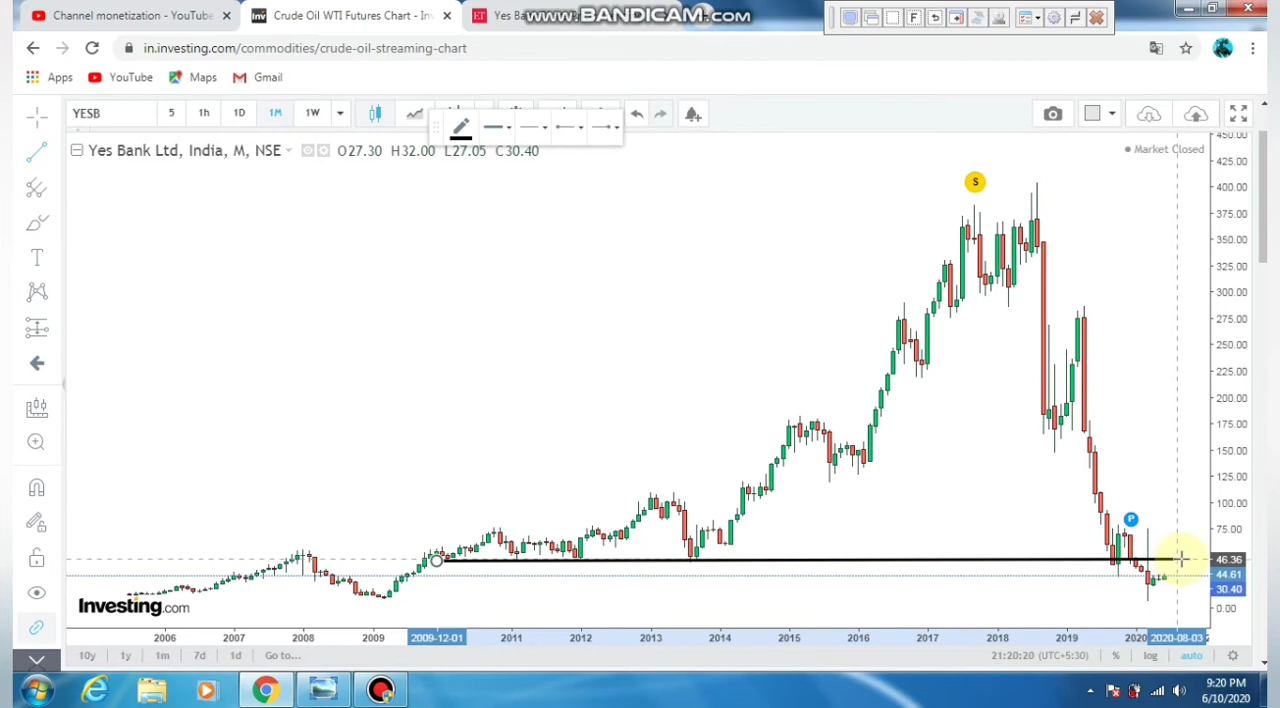 Channel monetization - YouTube
Crude Oil WTI Futures Chart - Inv
Yes Ba
www.BANDICAM.com
in.investing.com/commodities/crude-oil-streaming-chart
Apps YouTube Maps Gmail
YESB 5 1h 1D 1M 1W
Yes Bank Ltd, India, M, NSE O27.30 H32.00 L27.05 C30.40
Market Closed
S
P
450.00
425.00
400.00
375.00
350.00
325.00
300.00
275.00
250.00
225.00
200.00
175.00
150.00
125.00
100.00
75.00
46.36
44.61
30.40
0.00
Investing.com
2006 2007 2008 2009 2009-12-01 2011 2012 2013 2014 2015 2016 2017 2018 2019 2020 2020-08-03
10y 1y 1m 7d 1d Go to... 21:20:20 (UTC+5:30) % log auto
9:20 PM
6/10/2020